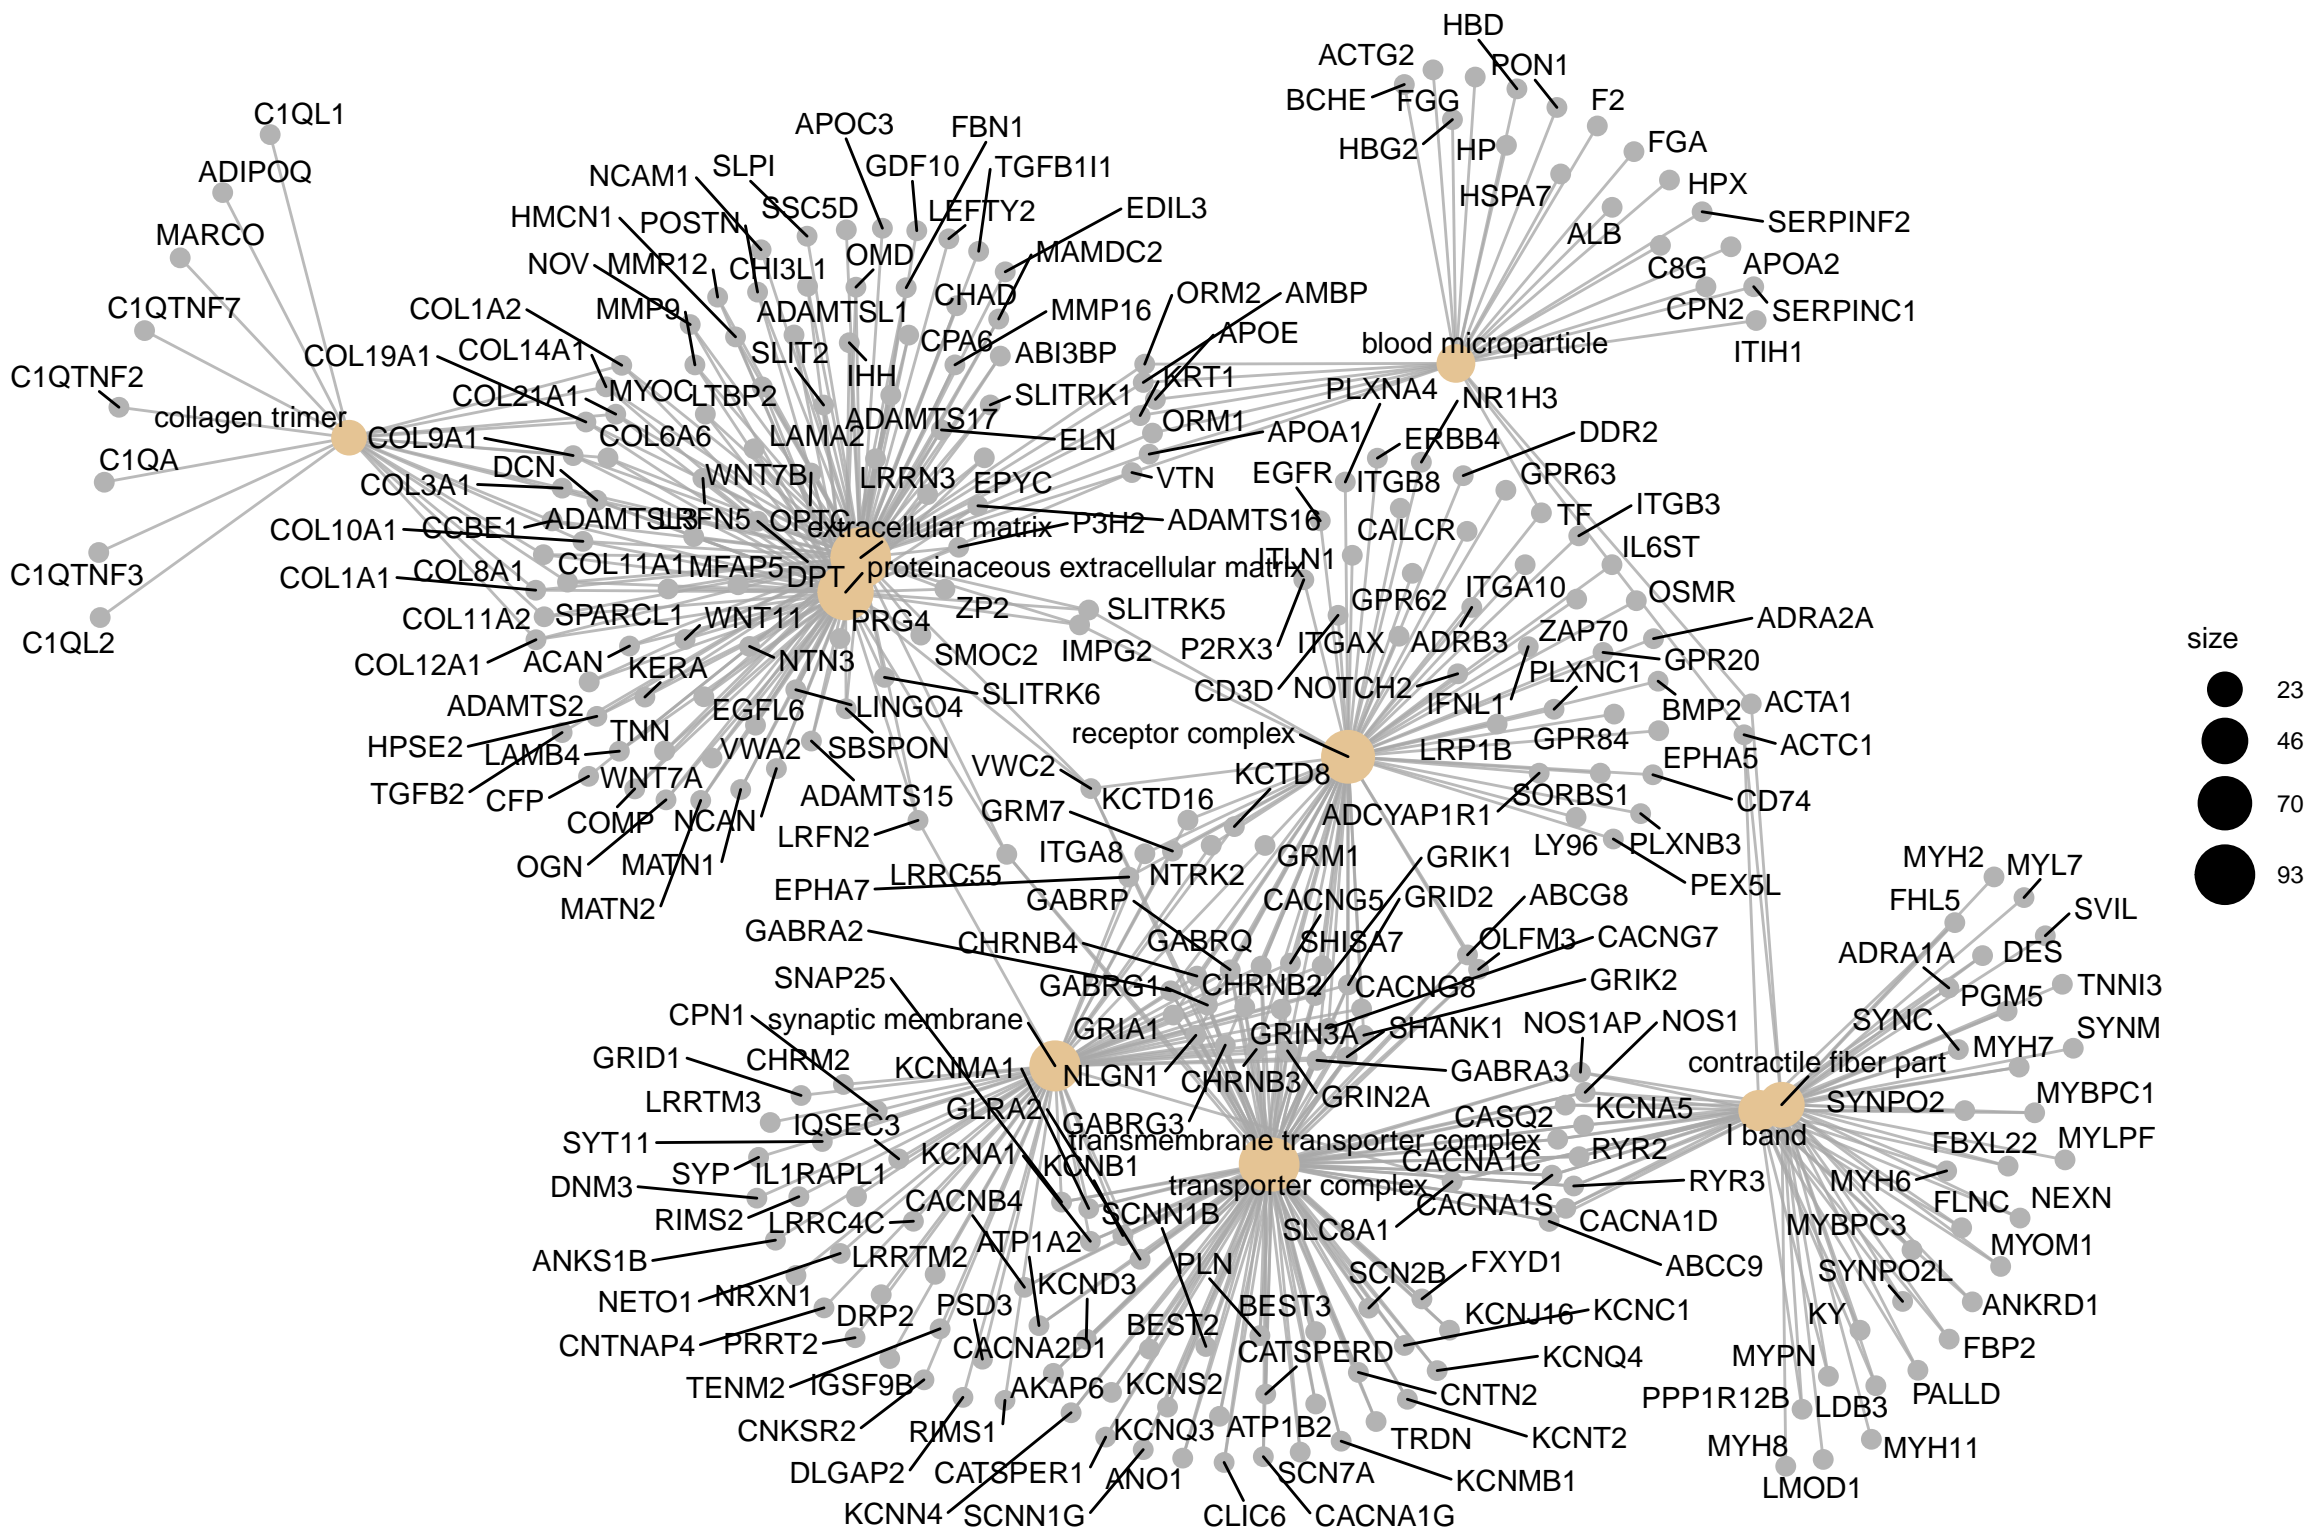 HBD
ACTG2
PON1
BCHE
FGG
F2
C1QL1
APOC3
FBN1
HBG2
HP
FGA
ADIPOQ
NCAM1
SLPI
GDF10
TGFB1I1
HSPA7
HPX
HMCN1
POSTN
SSC5D
LEFTY2
EDIL3
SERPINF2
MARCO
ALB
NOV
MMP12
CHI3L1
OMD
MAMDC2
C8G
APOA2
C1QTNF7
COL1A2
MMP9
ADAMTSL1
CHAD
MMP16
ORM2
AMBP
CPN2
SERPINC1
COL19A1
COL14A1
SLIT2
CPA6
ABI3BP
APOE
blood microparticle
ITIH1
C1QTNF2
COL21A1
MYOC
LTBP2
IHH
SLITRK1
KRT1
PLXNA4
NR1H3
collagen trimer
COL9A1
COL6A6
LAMA2
ADAMTS17
ELN
ORM1
APOA1
ERBB4
DDR2
C1QA
DCN
COL3A1
WNT7B
LRRN3
EPYC
VTN
EGFR
ITGB8
GPR63
COL10A1
CCBE1
ADAMTSL3
LRFN5
OPTC
extracellular matrix
P3H2
ADAMTS16
CALCR
TF
ITGB3
C1QTNF3
COL1A1
COL8A1
COL11A1
MFAP5
DPT
proteinaceous extracellular matrix
ITLN1
IL6ST
C1QL2
COL11A2
SPARCL1
WNT11
PRG4
ZP2
SLITRK5
GPR62
ITGA10
OSMR
COL12A1
ACAN
KERA
NTN3
SMOC2
IMPG2
P2RX3
ITGAX
ADRB3
ZAP70
ADRA2A
size
ADAMTS2
EGFL6
LINGO4
SLITRK6
CD3D
NOTCH2
IFNL1
PLXNC1
GPR20
23
HPSE2
LAMB4
TNN
VWA2
SBSPON
receptor complex
LRP1B
GPR84
BMP2
ACTA1
46
TGFB2
CFP
WNT7A
ADAMTS15
VWC2
KCTD8
EPHA5
ACTC1
COMP
NCAN
LRFN2
GRM7
KCTD16
ADCYAP1R1
SORBS1
CD74
70
OGN
MATN1
EPHA7
LRRC55
ITGA8
NTRK2
GRM1
GRIK1
LY96
PLXNB3
MYH2
MYL7
MATN2
GABRP
CACNG5
GRID2
ABCG8
PEX5L
FHL5
SVIL
93
GABRA2
CHRNB4
GABRQ
SHISA7
OLFM3
CACNG7
ADRA1A
DES
SNAP25
GABRG1
CHRNB2
CACNG8
GRIK2
PGM5
TNNI3
CPN1
synaptic membrane
GRIA1
GRIN3A
SHANK1
NOS1AP
NOS1
SYNC
MYH7
SYNM
GRID1
CHRM2
KCNMA1
NLGN1
CHRNB3
GABRA3
contractile fiber part
LRRTM3
IQSEC3
GLRA2
GABRG3
GRIN2A
CASQ2
KCNA5
SYNPO2
MYBPC1
SYT11
SYP
IL1RAPL1
KCNA1
KCNB1
transmembrane transporter complex
CACNA1C
RYR2
I band
FBXL22
MYLPF
DNM3
RIMS2
LRRC4C
CACNB4
SCNN1B
transporter complex
SLC8A1
CACNA1S
RYR3
MYH6
FLNC
NEXN
ANKS1B
LRRTM2
ATP1A2
PLN
CACNA1D
MYBPC3
MYOM1
NETO1
NRXN1
KCND3
SCN2B
FXYD1
ABCC9
SYNPO2L
CNTNAP4
PRRT2
DRP2
PSD3
BEST2
BEST3
KCNJ16
KCNC1
KY
ANKRD1
TENM2
IGSF9B
CACNA2D1
CATSPERD
KCNQ4
MYPN
FBP2
CNKSR2
RIMS1
AKAP6
KCNS2
CNTN2
PPP1R12B
LDB3
PALLD
DLGAP2
CATSPER1
KCNQ3
ATP1B2
TRDN
KCNT2
MYH8
MYH11
KCNN4
SCNN1G
ANO1
CLIC6
SCN7A
CACNA1G
KCNMB1
LMOD1